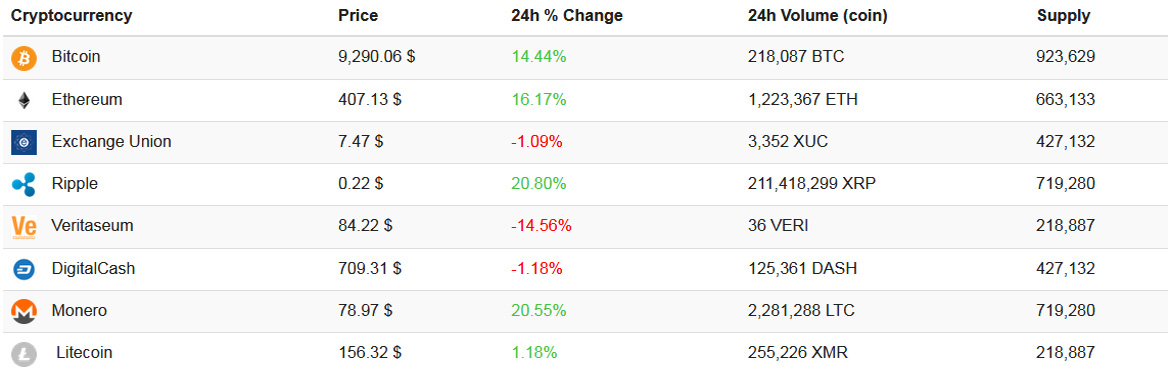 Cryptocurrency Price 24h % Change 24h Volume (coin) Supply
Bitcoin 9,290.06 $ 14.44% 218,087 BTC 923,629
Ethereum 407.13 $ 16.17% 1,223,367 ETH 663,133
Exchange Union 7.47 $ -1.09% 3,352 XUC 427,132
Ripple 0.22 $ 20.80% 211,418,299 XRP 719,280
Ve Veritaseum 84.22 $ -14.56% 36 VERI 218,887
DigitalCash 709.31 $ -1.18% 125,361 DASH 427,132
Monero 78.97 $ 20.55% 2,281,288 LTC 719,280
Litecoin 156.32 $ 1.18% 255,226 XMR 218,887